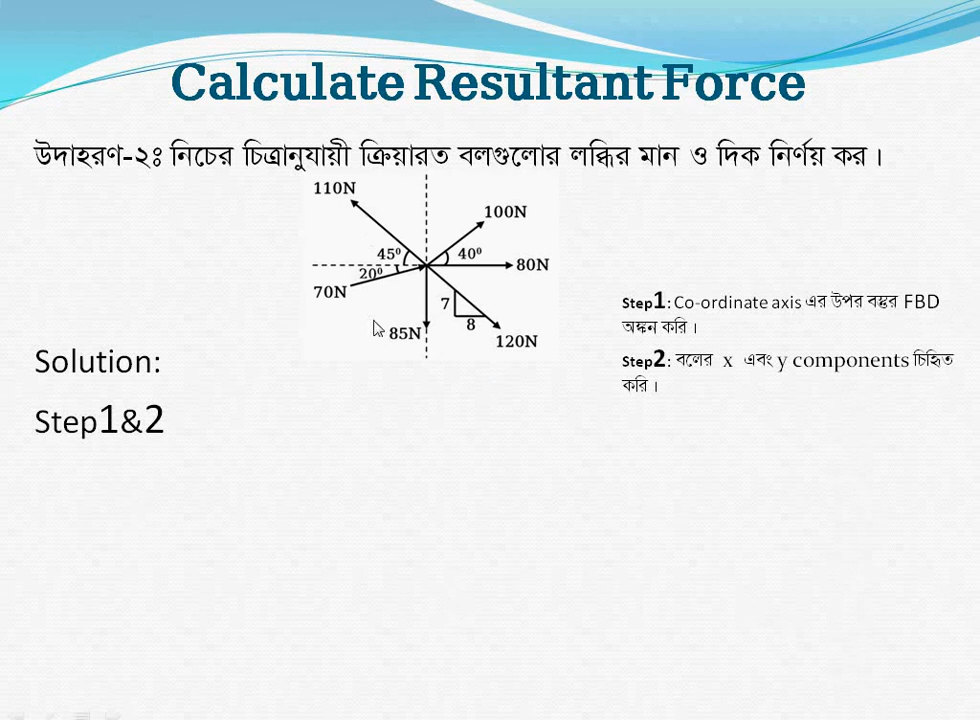 Calculate Resultant Force
উদাহরণ-২ঃ নিচের চিত্রানুযায়ী ক্রিয়ারত বলগুলোর লব্ধির মান ও দিক নির্ণয় কর।
110N
100N
45⁰
40⁰
80N
20⁰
70N
7
8
85N
120N
Step1: Co-ordinate axis এর উপর বস্তুর FBD
অঙ্কন করি।
Step2: বলের x এবং y components চিহ্নিত
করি।
Solution:
Step1&2